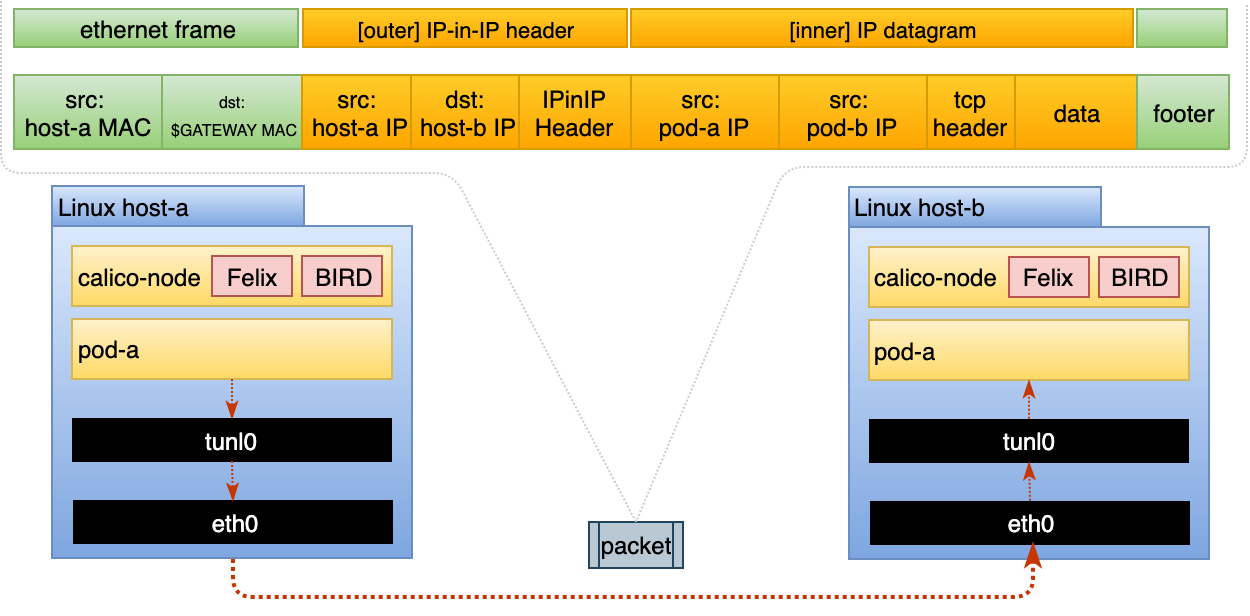 ethernet frame
[outer] IP-in-IP header
[inner] IP datagram
src:
host-a MAC
dst:
$GATEWAY MAC
src:
host-a IP
dst:
host-b IP
IPinIP
Header
src:
pod-a IP
src:
pod-b IP
tcp
header
data
footer
Linux host-a
calico-node
Felix
BIRD
pod-a
tunl0
eth0
packet
Linux host-b
calico-node
Felix
BIRD
pod-a
tunl0
eth0